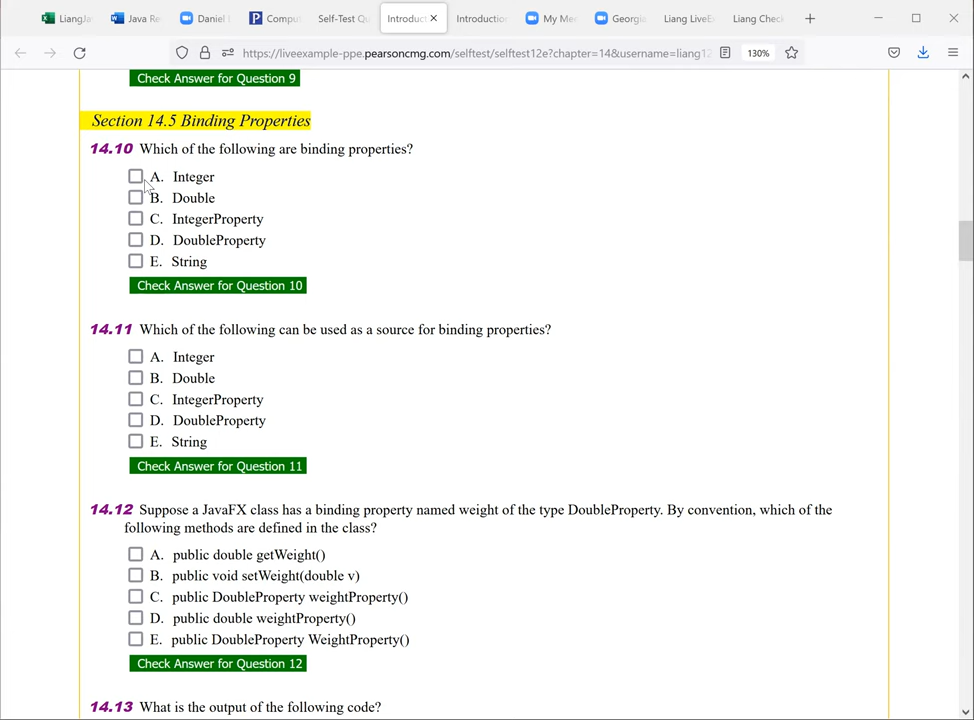 LiangJa
Java Re
Daniel L
Compu
Self-Test Qu
Introduct
Introduction
My Me
Georgia
Liang LiveEx
Liang Check
https://liveexample-ppe.pearsoncmg.com/selftest/selftest12e?chapter=14&username=liang12
130%
Check Answer for Question 9
Section 14.5 Binding Properties
14.10 Which of the following are binding properties?
A. Integer
B. Double
C. IntegerProperty
D. DoubleProperty
E. String
Check Answer for Question 10
14.11 Which of the following can be used as a source for binding properties?
A. Integer
B. Double
C. IntegerProperty
D. DoubleProperty
E. String
Check Answer for Question 11
14.12 Suppose a JavaFX class has a binding property named weight of the type DoubleProperty. By convention, which of the
following methods are defined in the class?
A. public double getWeight()
B. public void setWeight(double v)
C. public DoubleProperty weightProperty()
D. public double weightProperty()
E. public DoubleProperty WeightProperty()
Check Answer for Question 12
14.13 What is the output of the following code?